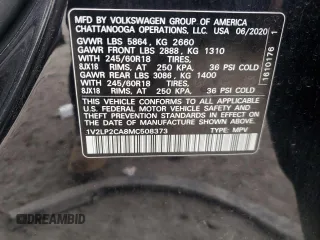 MFD. BY VOLKSWAGEN GROUP OF AMERICA
CHATTANOOGA OPERATIONS, LLC. USA 06/2020
GVWR LBS 5864, KG 2660
GAWR FRONT LBS 2888, KG 1310
WITH 245/60R18 TIRES,
8JX18 RIMS, AT 250 KPA, 36 PSI COLD
GAWR REAR LBS 3086, KG 1400
WITH 245/60R18 TIRES,
8JX18 RIMS, AT 250 KPA, 36 PSI COLD
THIS VEHICLE CONFORMS TO ALL APPLICABLE
FEDERAL MOTOR VEHICLE SAFETY AND
THEFT PREVENTION STANDARDS IN EFFECT
ON THE DATE OF MANUFACTURE SHOWN ABOVE.
1V2LP2CA8MC508373 TYPE: MPV
1610176
DIRECTED BIDDING